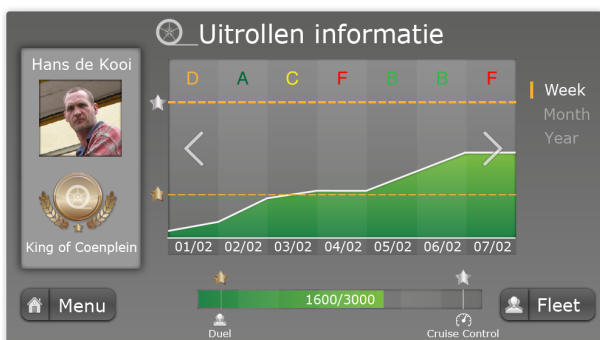 Uitrollen informatie
Hans de Kooi
D A C F B B F
Week
Month
Year
King of Coenplein
01/02 02/02 03/02 04/02 05/02 06/02 07/02
1600/3000
Menu
Duel
Cruise Control
Fleet